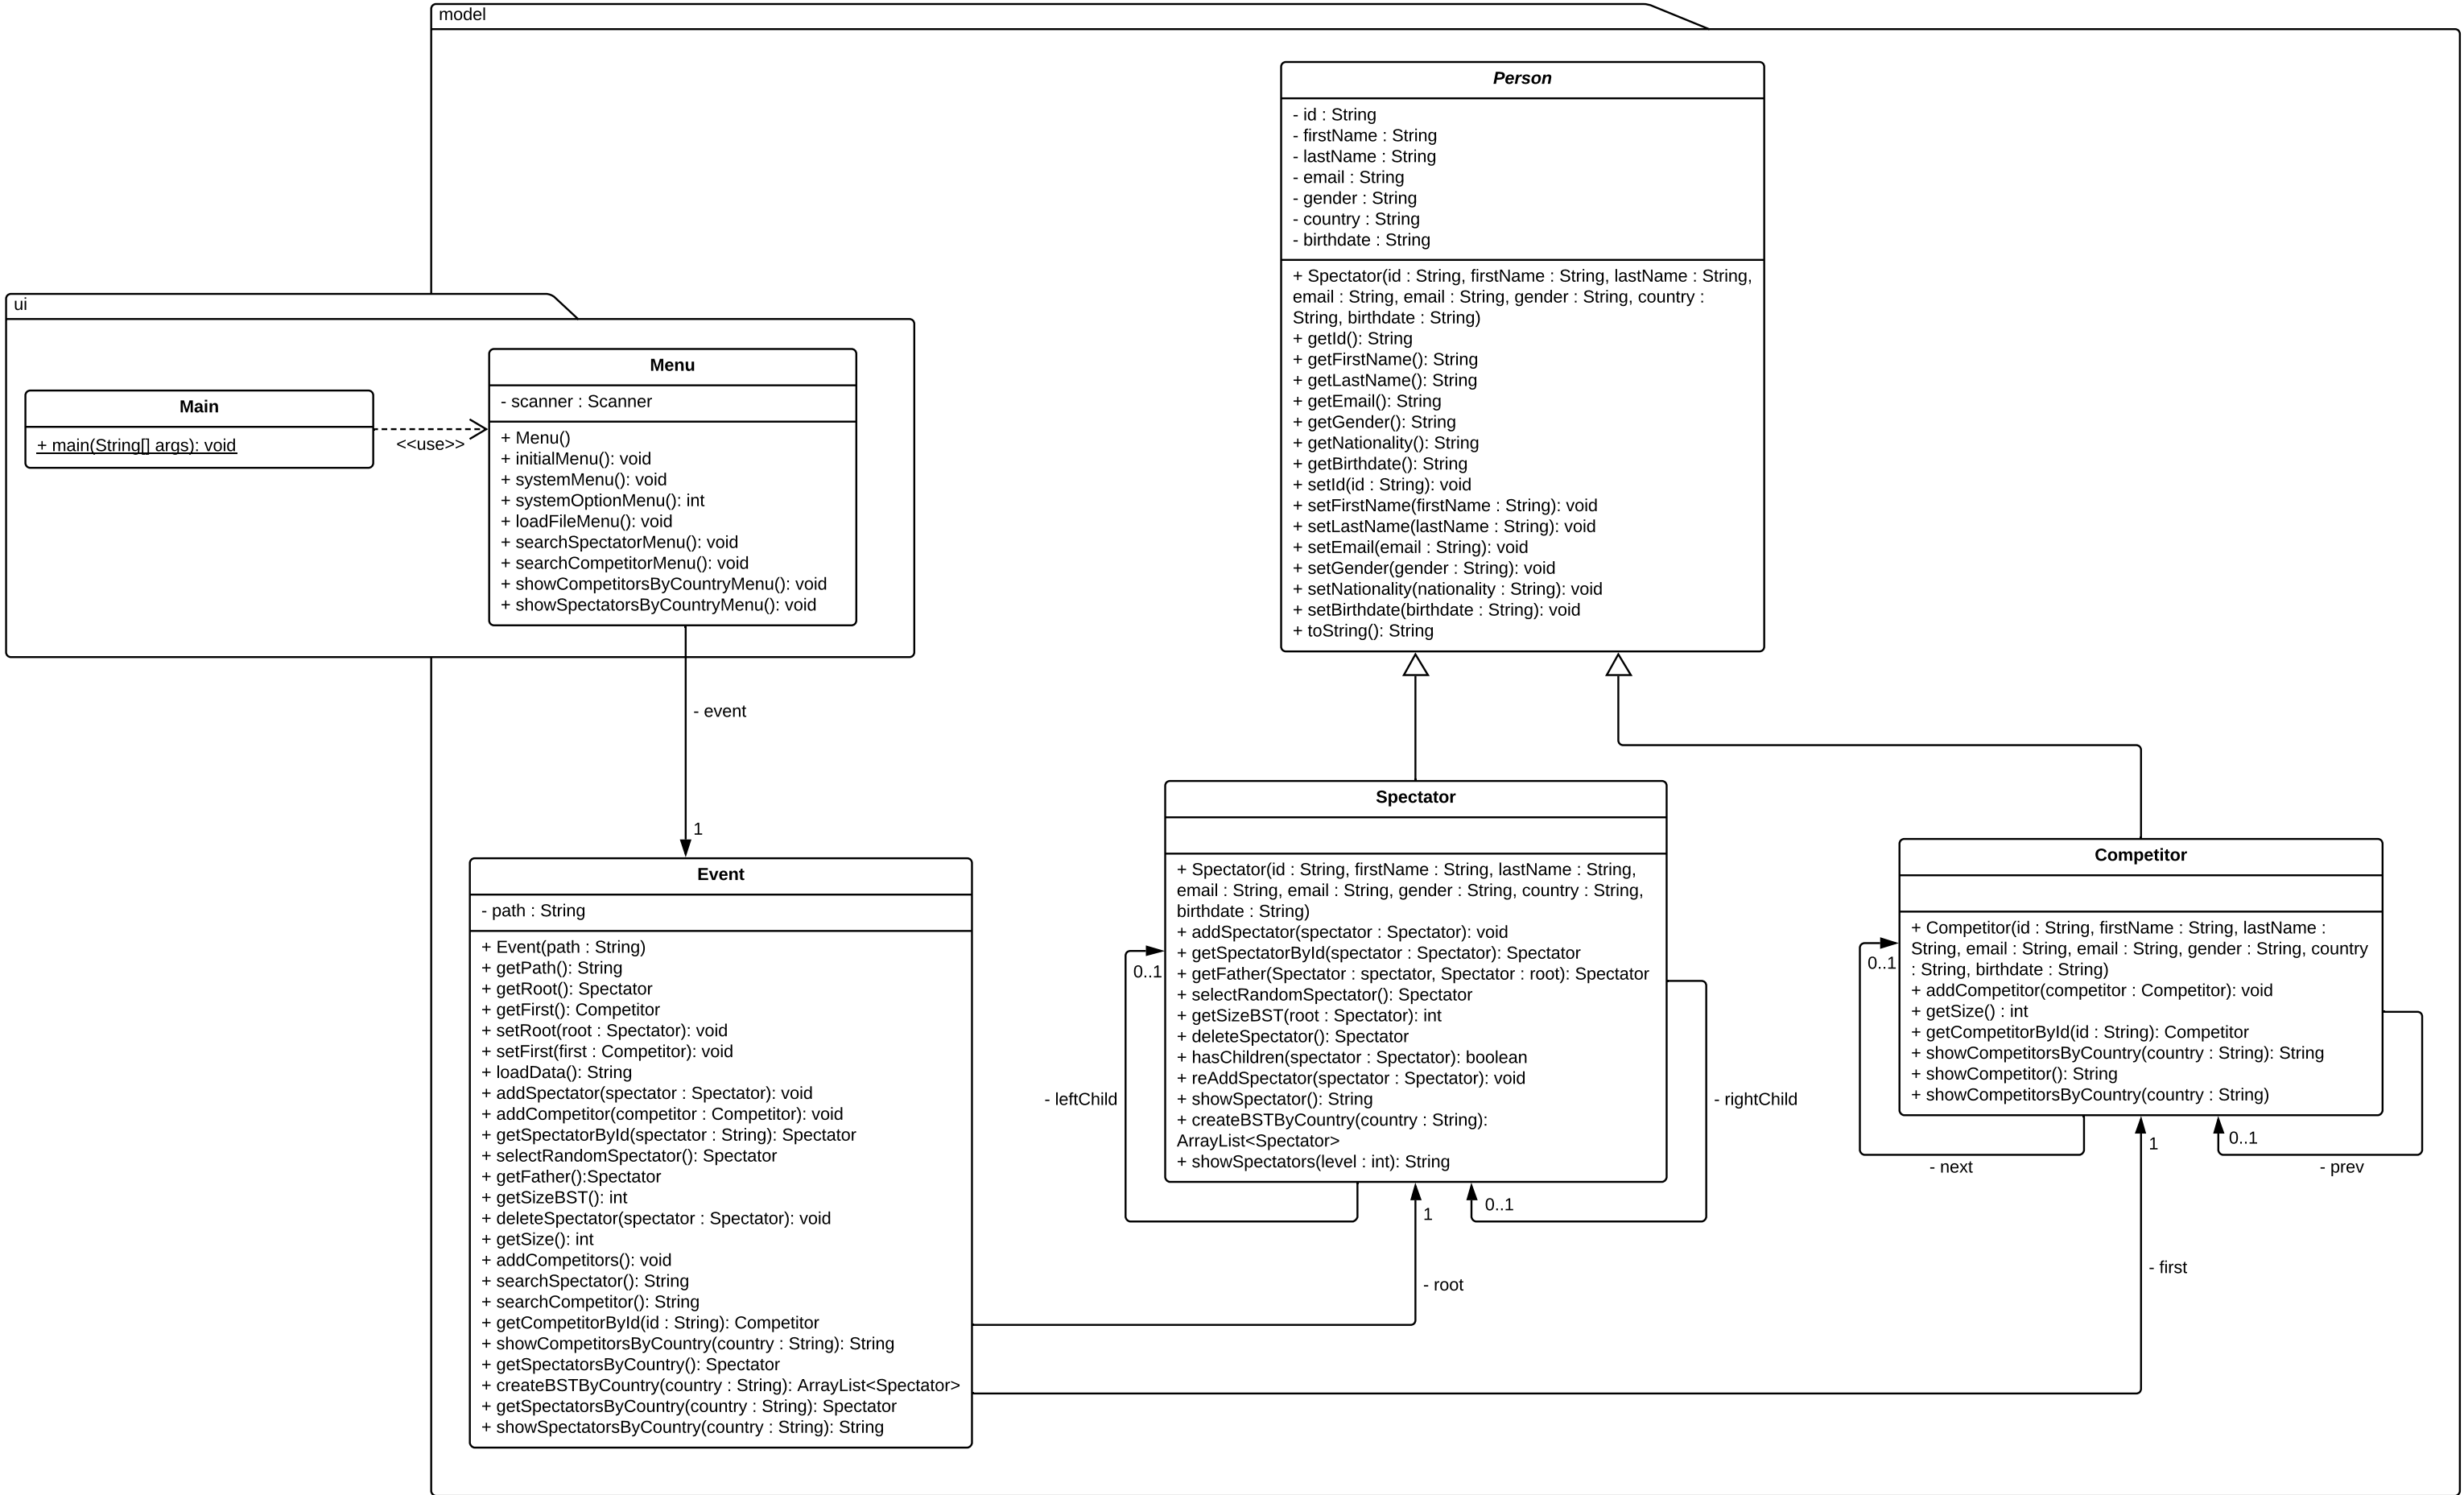 model
Person
- id : String
- firstName : String
- lastName : String
- email : String
- gender : String
- country : String
- birthdate : String
+ Spectator(id : String, firstName : String, lastName : String,
email : String, email : String, gender : String, country :
String, birthdate : String)
+ getId(): String
+ getFirstName(): String
+ getLastName(): String
+ getEmail(): String
+ getGender(): String
+ getNationality(): String
+ getBirthdate(): String
+ setId(id : String): void
+ setFirstName(firstName : String): void
+ setLastName(lastName : String): void
+ setEmail(email : String): void
+ setGender(gender : String): void
+ setNationality(nationality : String): void
+ setBirthdate(birthdate : String): void
+ toString(): String
ui
Main
+ main(String[] args): void
<<use>>
Menu
- scanner : Scanner
+ Menu()
+ initialMenu(): void
+ systemMenu(): void
+ systemOptionMenu(): int
+ loadFileMenu(): void
+ searchSpectatorMenu(): void
+ searchCompetitorMenu(): void
+ showCompetitorsByCountryMenu(): void
+ showSpectatorsByCountryMenu(): void
- event
1
Event
- path : String
+ Event(path : String)
+ getPath(): String
+ getRoot(): Spectator
+ getFirst(): Competitor
+ setRoot(root : Spectator): void
+ setFirst(first : Competitor): void
+ loadData(): String
+ addSpectator(spectator : Spectator): void
+ addCompetitor(competitor : Competitor): void
+ getSpectatorById(spectator : String): Spectator
+ selectRandomSpectator(): Spectator
+ getFather():Spectator
+ getSizeBST(): int
+ deleteSpectator(spectator : Spectator): void
+ getSize(): int
+ addCompetitors(): void
+ searchSpectator(): String
+ searchCompetitor(): String
+ getCompetitorById(id : String): Competitor
+ showCompetitorsByCountry(country : String): String
+ getSpectatorsByCountry(): Spectator
+ createBSTByCountry(country : String): ArrayList<Spectator>
+ getSpectatorsByCountry(country : String): Spectator
+ showSpectatorsByCountry(country : String): String
Spectator
+ Spectator(id : String, firstName : String, lastName : String,
email : String, email : String, gender : String, country : String,
birthdate : String)
+ addSpectator(spectator : Spectator): void
+ getSpectatorById(spectator : Spectator): Spectator
+ getFather(Spectator : spectator, Spectator : root): Spectator
+ selectRandomSpectator(): Spectator
+ getSizeBST(root : Spectator): int
+ deleteSpectator(): Spectator
+ hasChildren(spectator : Spectator): boolean
+ reAddSpectator(spectator : Spectator): void
+ showSpectator(): String
+ createBSTByCountry(country : String):
ArrayList<Spectator>
+ showSpectators(level : int): String
0..1
- leftChild
- rightChild
0..1
1
- root
Competitor
+ Competitor(id : String, firstName : String, lastName :
String, email : String, email : String, gender : String, country
: String, birthdate : String)
+ addCompetitor(competitor : Competitor): void
+ getSize() : int
+ getCompetitorById(id : String): Competitor
+ showCompetitorsByCountry(country : String): String
+ showCompetitor(): String
+ showCompetitorsByCountry(country : String)
0..1
- next
1
0..1
- prev
- first